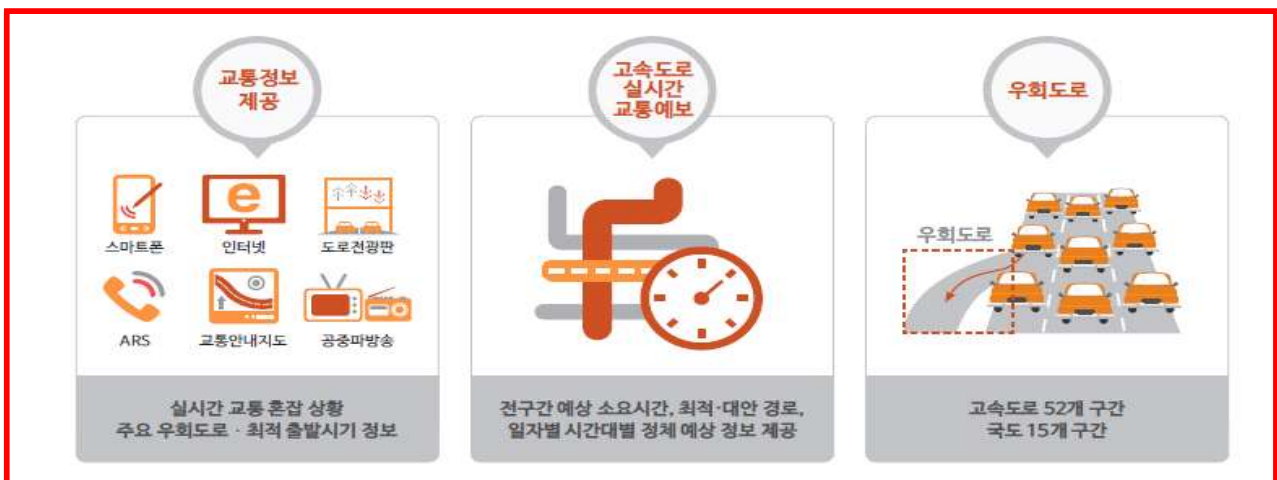 교통정보
제공
스마트폰
인터넷
도로전광판
ARS
교통안내지도
공중파방송
실시간 교통 혼잡 상황
주요 우회도로 · 최적 출발시기 정보
고속도로
실시간
교통예보
전구간 예상 소요시간, 최적·대안 경로,
일자별 시간대별 정체 예상 정보 제공
우회도로
우회도로
고속도로 52개 구간
국도 15개 구간